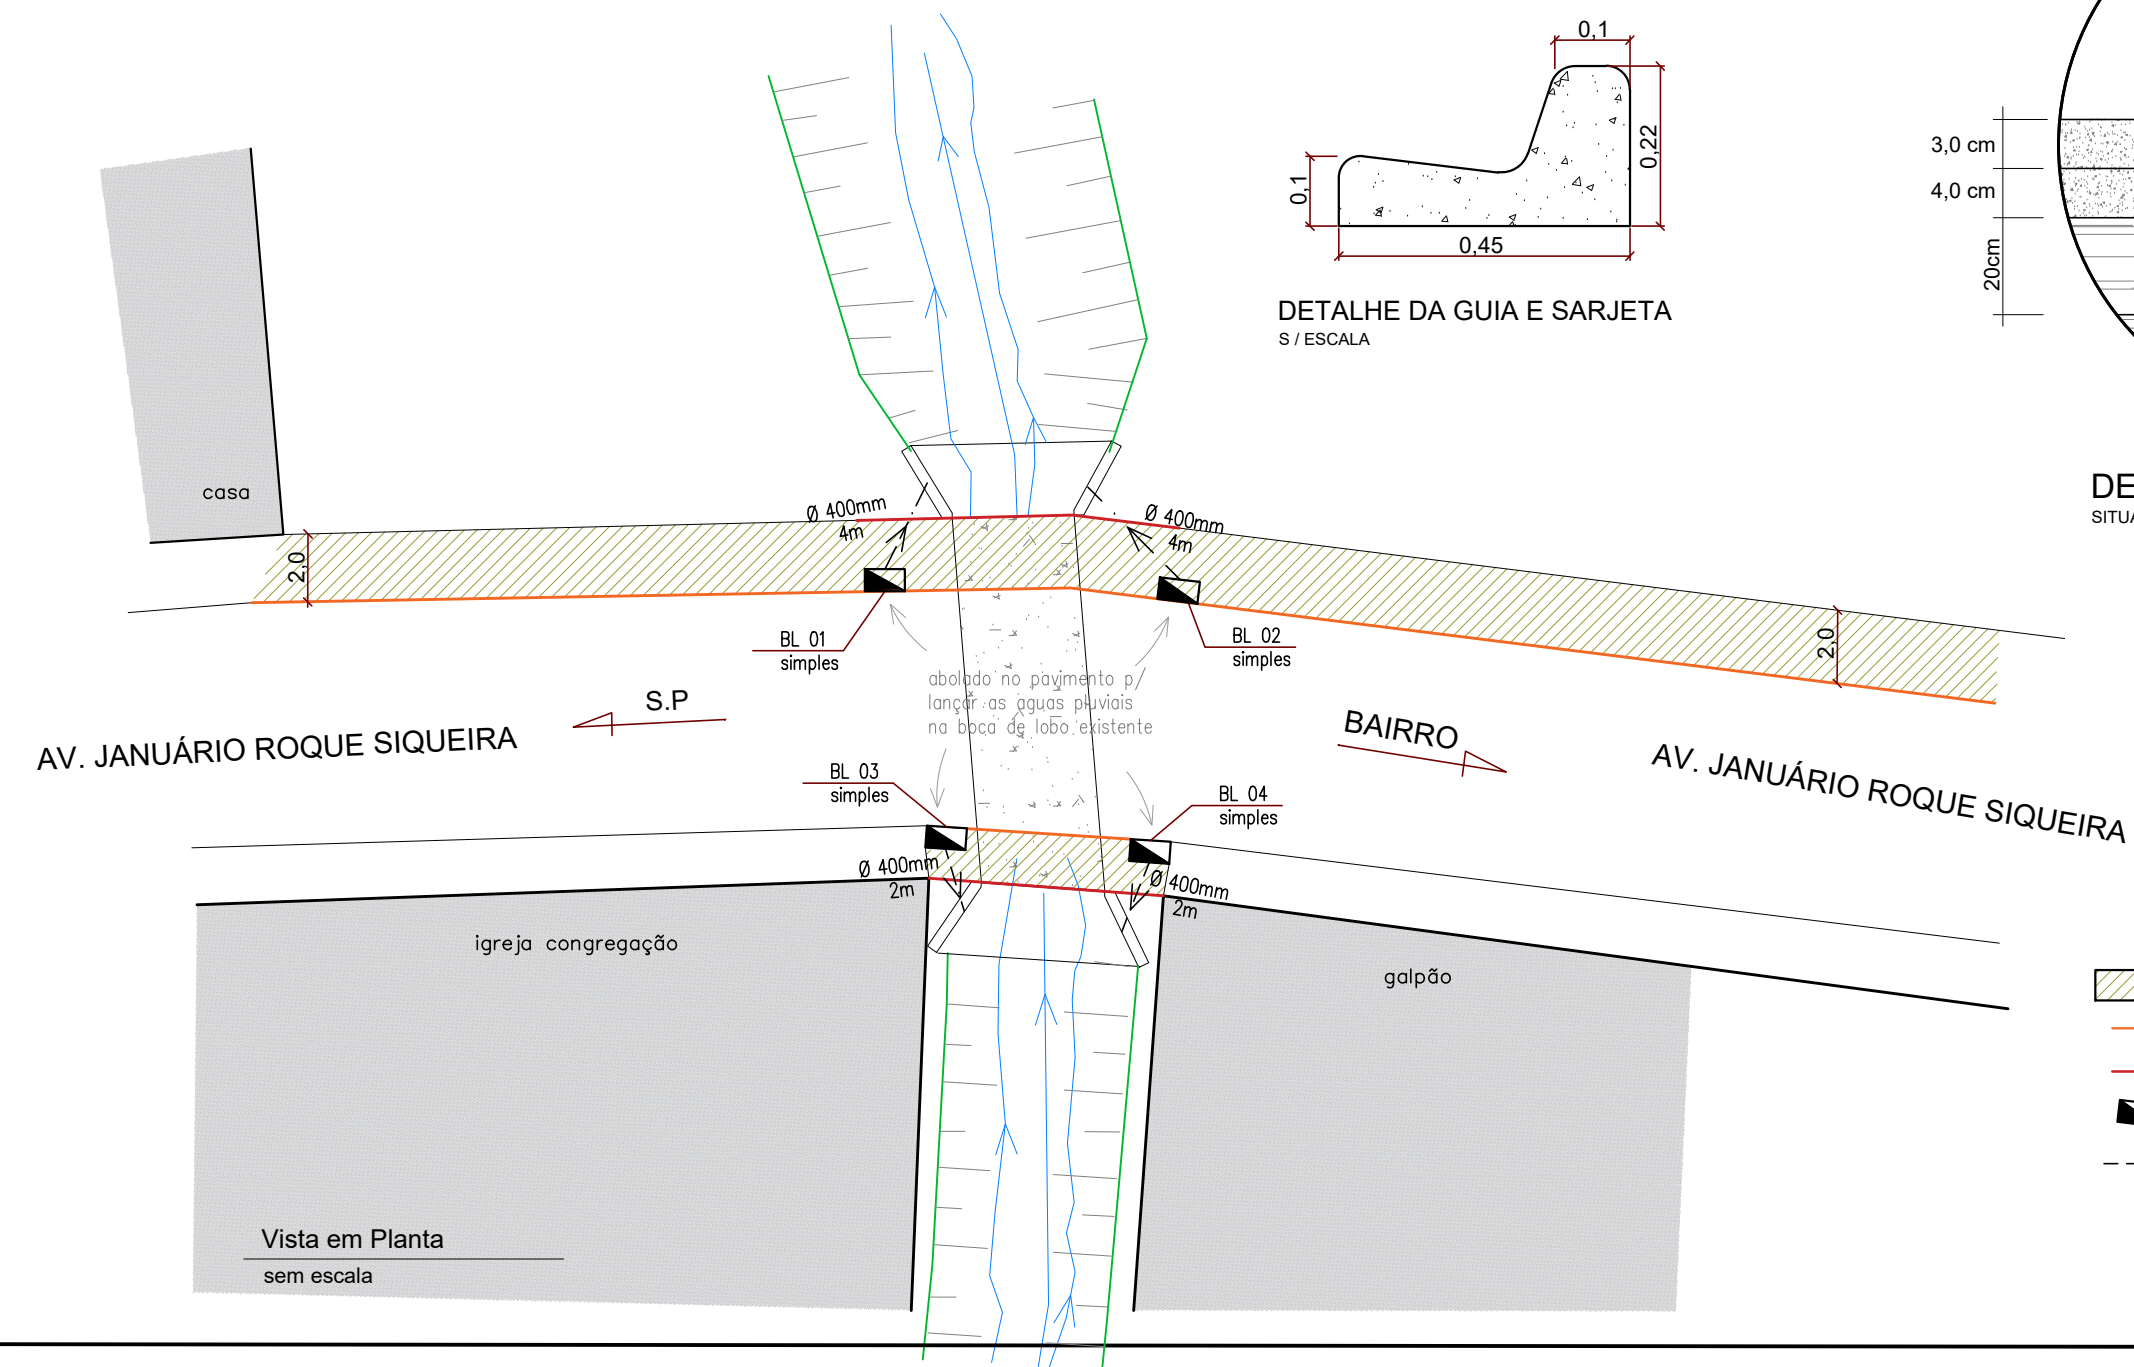 0,1
0,22
0,1
0,45
DETALHE DA GUIA E SARJETA
S / ESCALA
3,0 cm
4,0 cm
20cm
DE
SITUA
casa
2,0
Ø 400mm
4m
Ø 400mm
4m
BL 01
simples
BL 02
simples
2,0
abolado no pavimento p/
lançar as aguas pluviais
na boca de lobo existente
S.P
AV. JANUÁRIO ROQUE SIQUEIRA
BAIRRO
AV. JANUÁRIO ROQUE SIQUEIRA
BL 03
simples
BL 04
simples
Ø 400mm
2m
Ø 400mm
2m
igreja congregação
galpão
Vista em Planta
sem escala